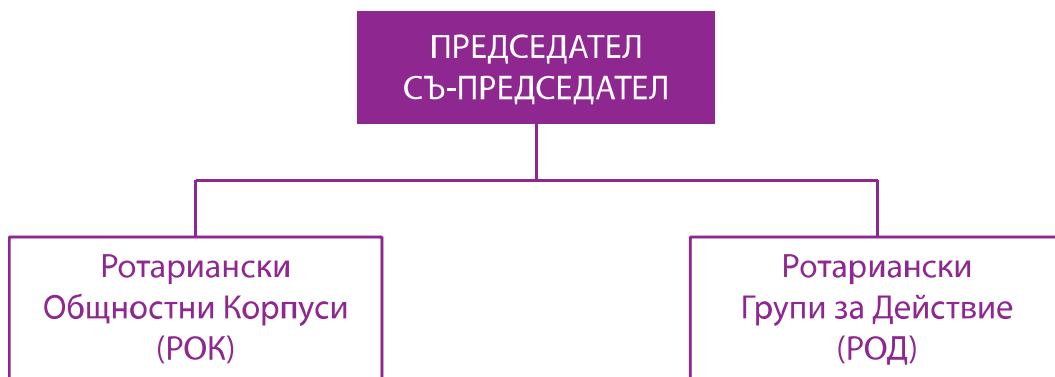 ПРЕДСЕДАТЕЛ
СЪ-ПРЕДСЕДАТЕЛ
Ротариански
Общностни Корпуси
(РОК)
Ротариански
Групи за Действие
(РОД)